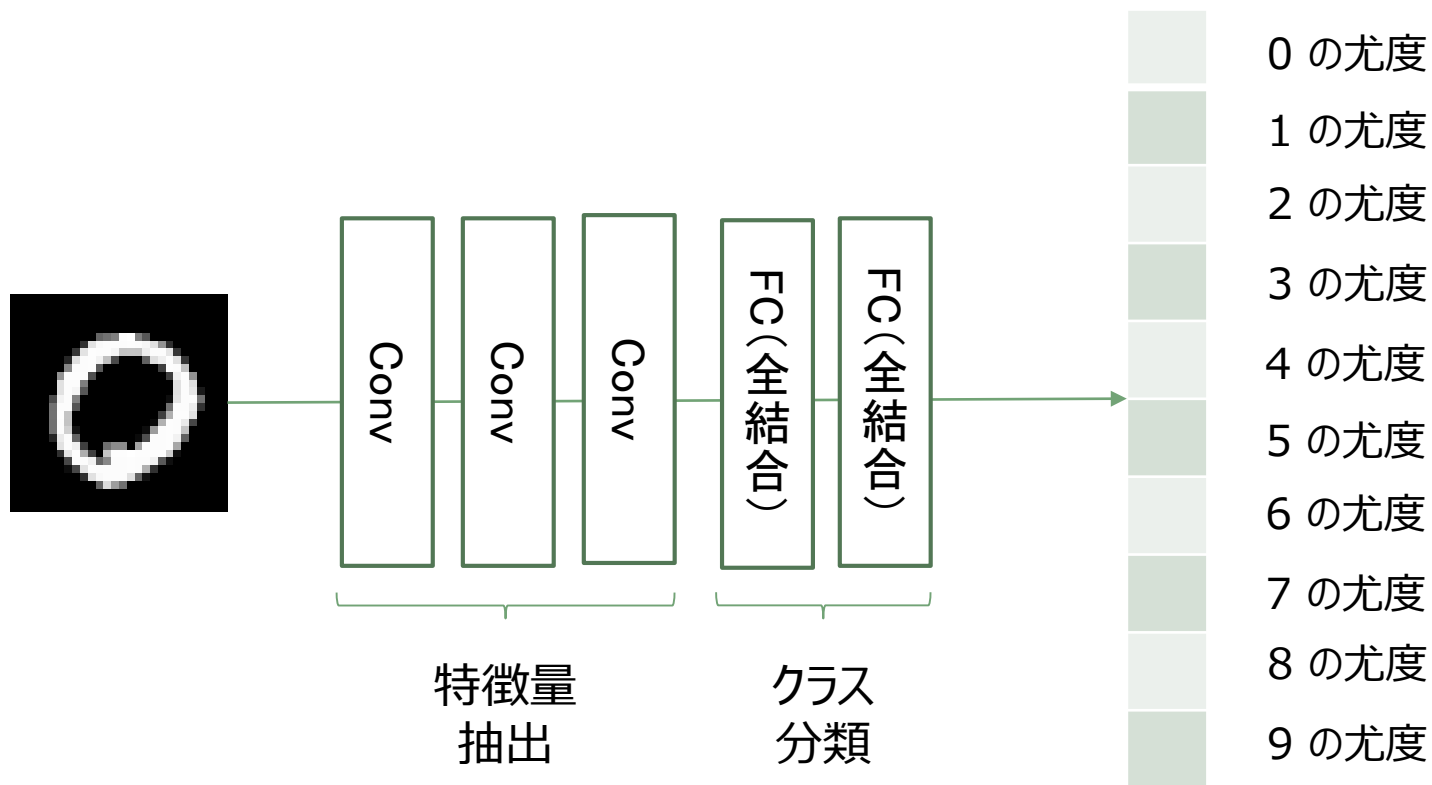 Conv
Conv
Conv
FC(全結合)
FC(全結合)
特徴量
抽出
クラス
分類
0 の尤度
1 の尤度
2 の尤度
3 の尤度
4 の尤度
5 の尤度
6 の尤度
7 の尤度
8 の尤度
9 の尤度